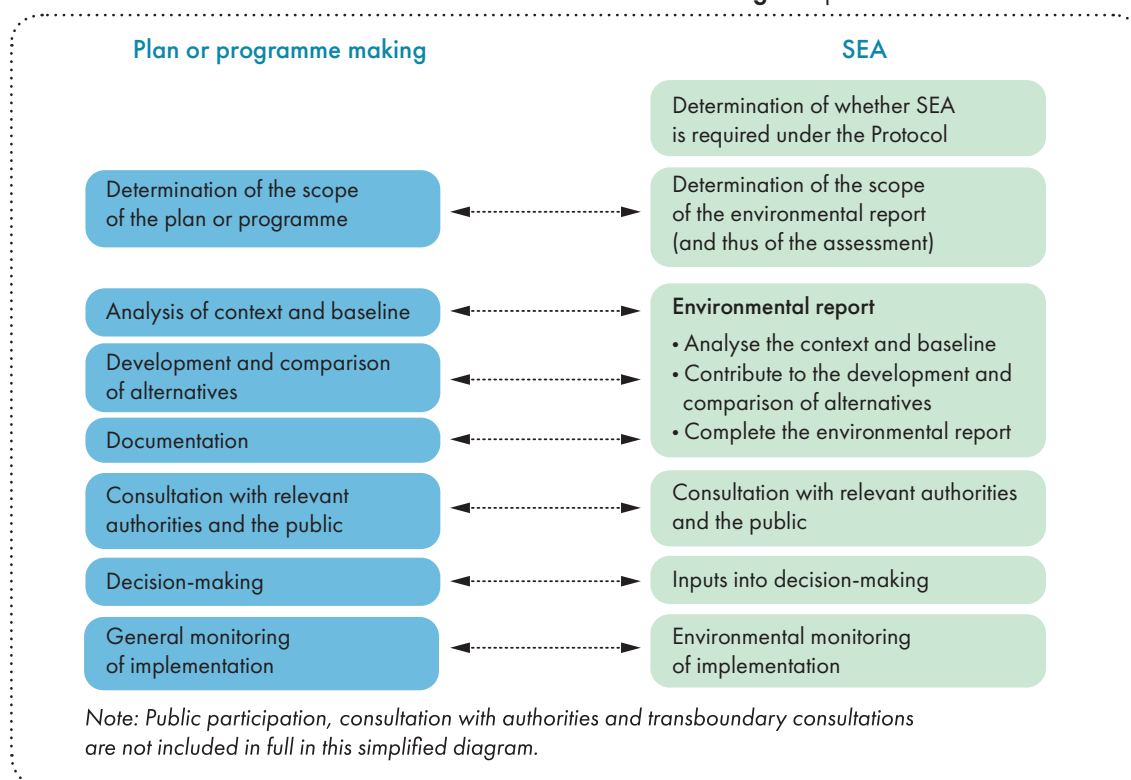 Plan or programme making
SEA
Determination of whether SEA
is required under the Protocol
Determination of the scope
of the plan or programme
Determination of the scope
of the environmental report
(and thus of the assessment)
Analysis of context and baseline
Development and comparison
of alternatives
Documentation
Environmental report
• Analyse the context and baseline
• Contribute to the development and
comparison of alternatives
• Complete the environmental report
Consultation with relevant
authorities and the public
Consultation with relevant authorities
and the public
Decision-making
Inputs into decision-making
General monitoring
of implementation
Environmental monitoring
of implementation
Note: Public participation, consultation with authorities and transboundary consultations
are not included in full in this simplified diagram.